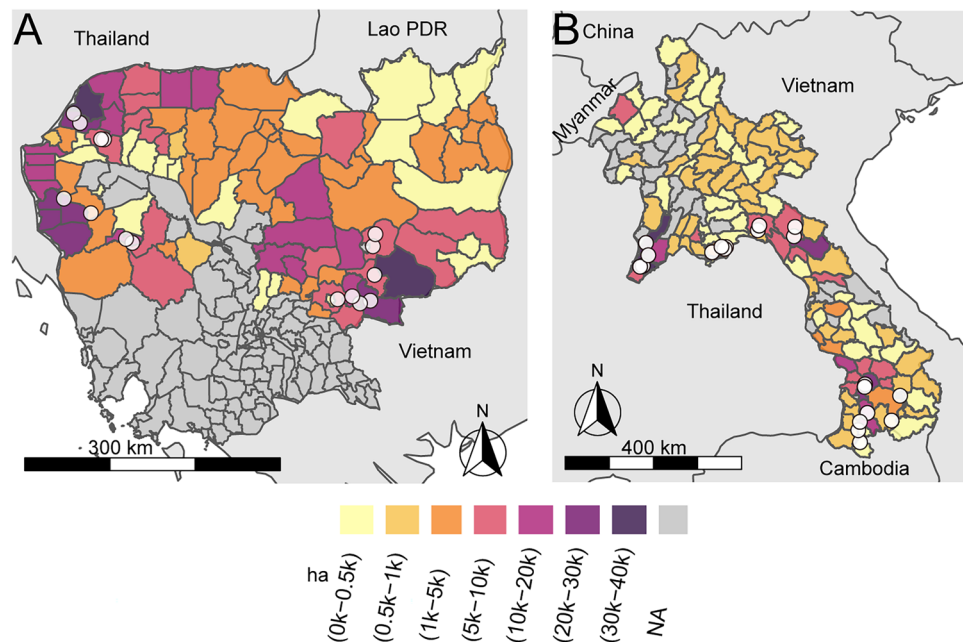 A
Thailand
Lao PDR
Vietnam
N
300 km
B
China
Myanmar
Vietnam
Thailand
N
400 km
Cambodia
ha
(0k−0.5k)
(0.5k−1k)
(1k−5k)
(5k−10k)
(10k−20k)
(20k−30k)
(30k−40k)
NA